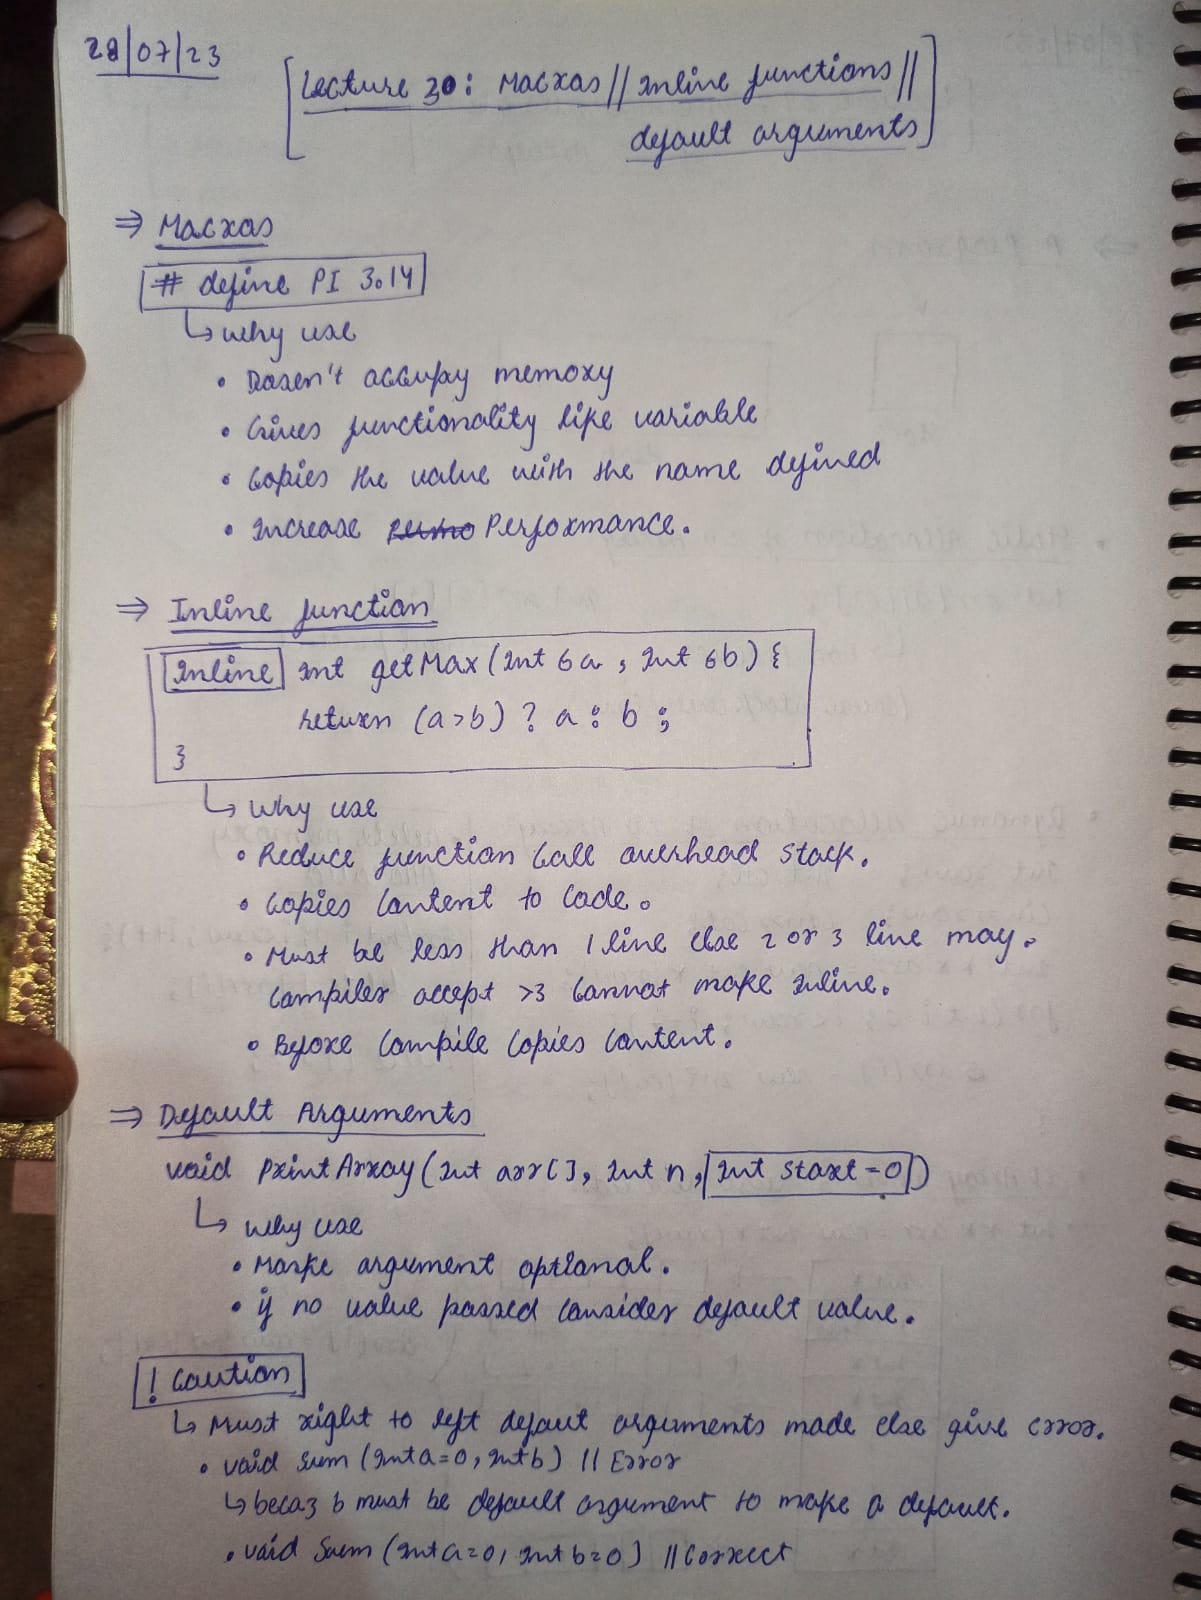 28/07/23
Lecture 30: Macros // Inline functions //
default arguments
⇒ Macros
# define PI 3.14
↳ why use
• Doesn't occupy memory
• Gives functionality like variable
• Copies the value with the name defined
• Increase Performance.
⇒ Inline function
Inline int getMax (int &a, int &b) {
return (a>b) ? a : b ;
}
↳ why use
• Reduce function call overhead stack.
• Copies content to code.
• Must be less than 1 line else 2 or 3 line may.
compiler accept >3 cannot make inline.
• Before compile copies content.
⇒ Default Arguments
void PrintArray (int arr[], int n, int start = 0)
↳ why use
• Make argument optional.
• if no value passed consider default value.
! Caution
↳ Must right to left defaut arguments made else give error.
• void sum (int a=0, int b) // Error
↳ becaz b must be default argument to make a default.
• void sum (int a=0, int b=0) // Correct